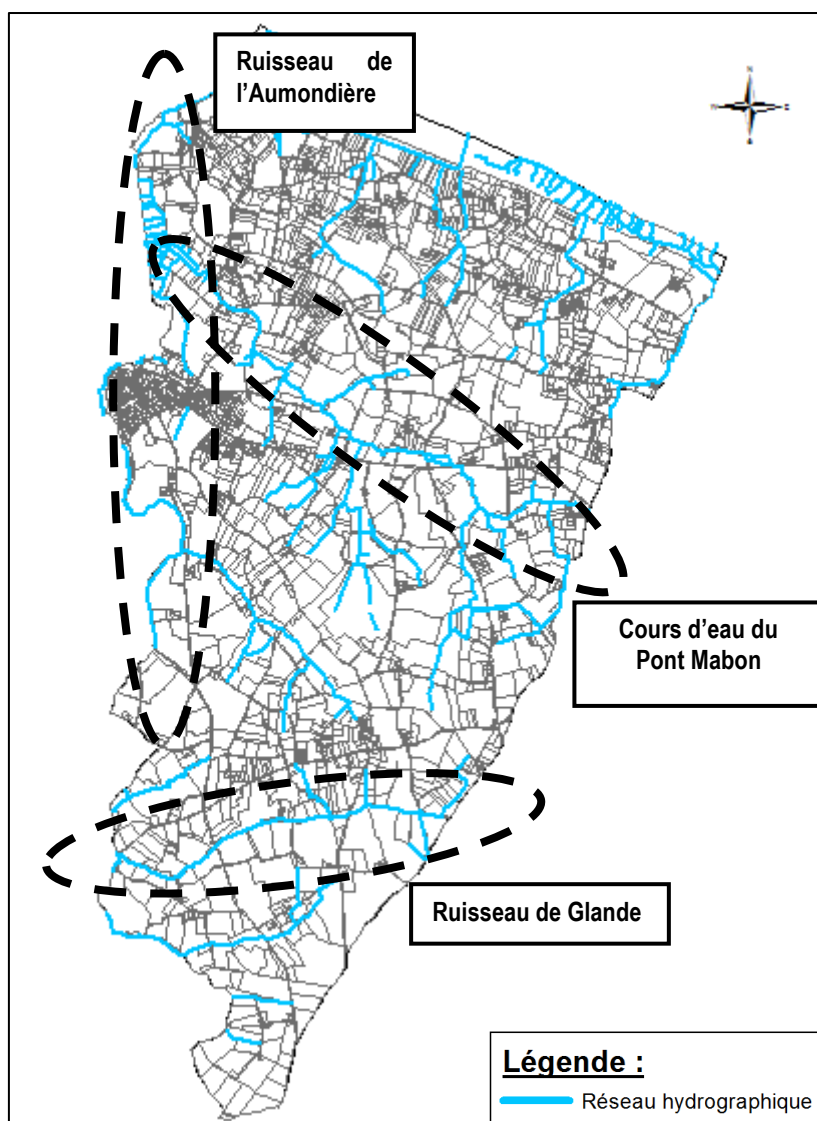 Ruisseau de
l’Aumondière
N
E
S
Cours d’eau du
Pont Mabon
Ruisseau de Glande
Légende :
Réseau hydrographique